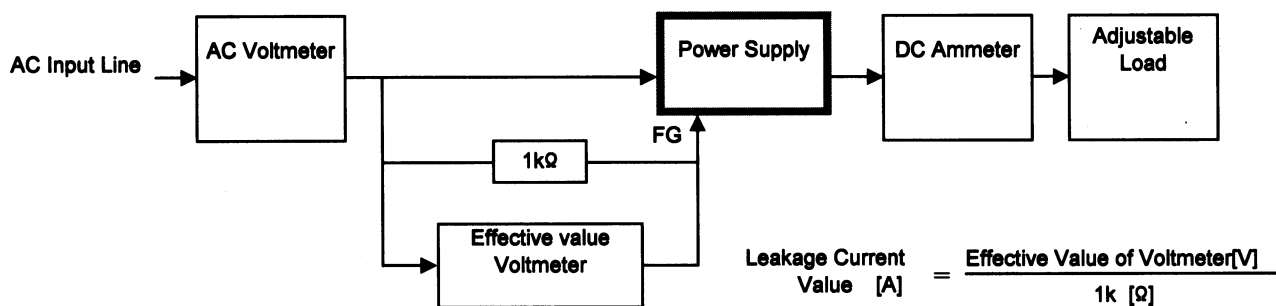 AC Input Line
AC Voltmeter
Power Supply
DC Ammeter
Adjustable
Load
FG
1kΩ
Effective value
Voltmeter
Leakage Current
Value [A]
=
Effective Value of Voltmeter[V]
1k [Ω]